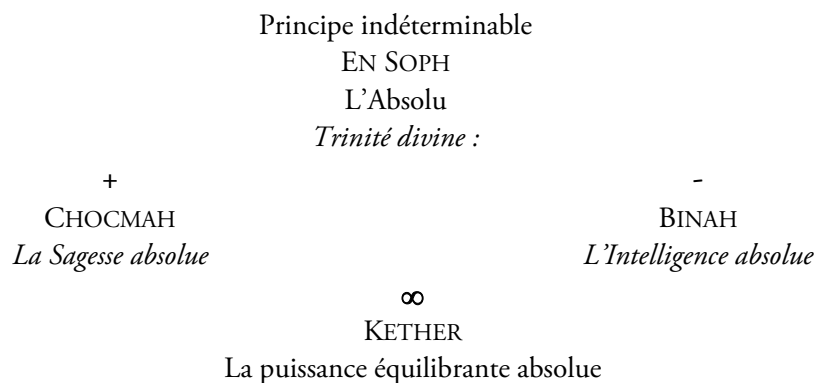 Principe indéterminable
EN SOPH
L’Absolu
Trinité divine :
+ -
CHOCMAH BINAH
La Sagesse absolue L’Intelligence absolue
∞
KETHER
La puissance équilibrante absolue